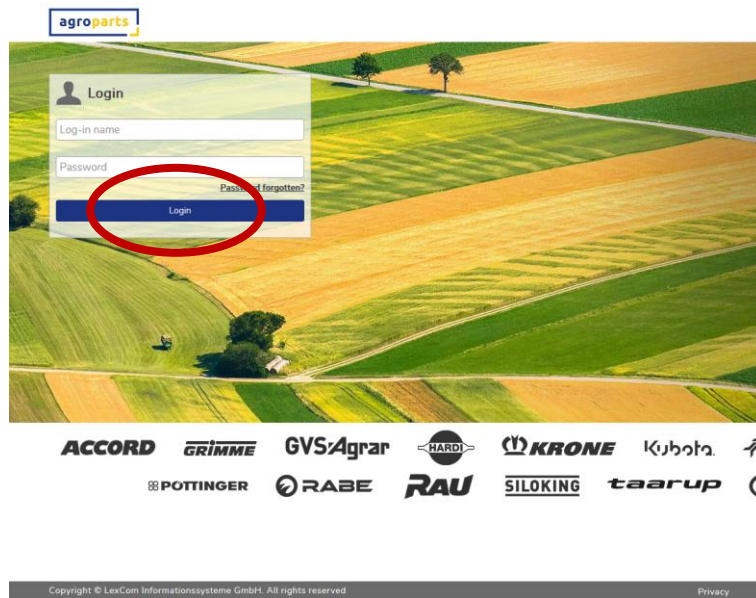 agroparts
Login
Log-in name
Password
Password forgotten?
Login
ACCORD GRIMME GVS Agrar HARDI KRONE Kubota
PÖTTINGER RABE RAU SILOKING taarup
Copyright © LexCom Informationssysteme GmbH. All rights reserved Privacy